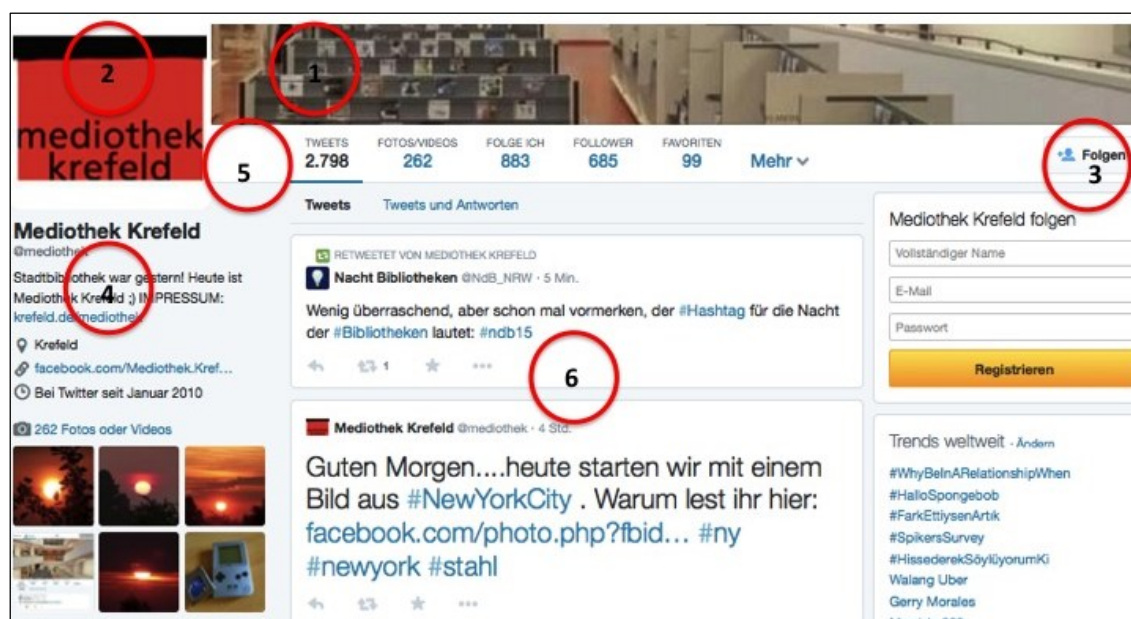 2
1
mediothek
krefeld
5
TWEETS FOTOS/VIDEOS FOLGE ICH FOLLOWER FAVORITEN
2.798 262 883 685 99 Mehr
Folgen
3
Mediothek Krefeld
@mediothek
Stadtbibliothek war gestern! Heute ist
Mediothek Krefeld ;) IMPRESSUM:
krefeld.de/mediothek
4
Krefeld
facebook.com/Mediothek.Kref...
Bei Twitter seit Januar 2010
262 Fotos oder Videos
Tweets Tweets und Antworten
RETWEETET VON MEDIOTHEK KREFELD
Nacht Bibliotheken @NdB_NRW · 5 Min.
Wenig überraschend, aber schon mal vormerken, der #Hashtag für die Nacht
der #Bibliotheken lautet: #ndb15
1
6
Mediothek Krefeld @mediothek · 4 Std.
Guten Morgen....heute starten wir mit einem
Bild aus #NewYorkCity . Warum lest ihr hier:
facebook.com/photo.php?fbid... #ny
#newyork #stahl
Mediothek Krefeld folgen
Vollständiger Name
E-Mail
Passwort
Registrieren
Trends weltweit · Ändern
#WhyBeInARelationshipWhen
#HalloSpongebob
#FarkEttiysenArtık
#SpikersSurvey
#HissederekSöylüyorumKi
Walang Uber
Gerry Morales